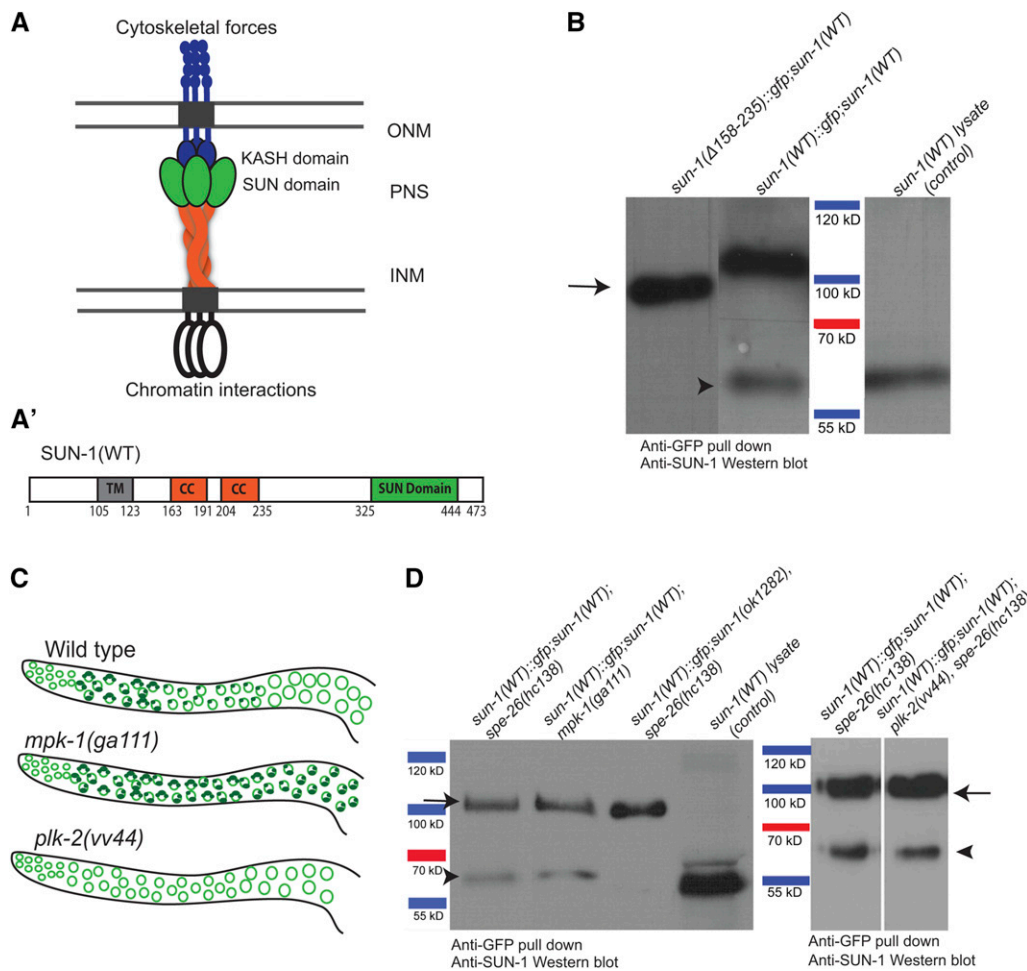 A
Cytoskeletal forces
ONM
KASH domain
SUN domain
PNS
INM
Chromatin interactions
A'
SUN-1(WT)
TM
CC
CC
SUN Domain
1
105
123
163
191
204
235
325
444
473
B
sun-1(Δ158-235)::gfp;sun-1(WT)
sun-1(WT)::gfp;sun-1(WT)
sun-1(WT) lysate
(control)
120 kD
100 kD
70 kD
55 kD
Anti-GFP pull down
Anti-SUN-1 Western blot
C
Wild type
mpk-1(ga111)
plk-2(vv44)
D
sun-1(WT)::gfp;sun-1(WT);
spe-26(hc138)
sun-1(WT)::gfp;sun-1(WT);
mpk-1(ga111)
sun-1(WT)::gfp;sun-1(ok1282),
spe-26(hc138)
sun-1(WT) lysate
(control)
120 kD
100 kD
70 kD
55 kD
Anti-GFP pull down
Anti-SUN-1 Western blot
sun-1(WT)::gfp;sun-1(WT);
spe-26(hc138)
sun-1(WT)::gfp;sun-1(WT);
plk-2(vv44), spe-26(hc138)
120 kD
100 kD
70 kD
55 kD
Anti-GFP pull down
Anti-SUN-1 Western blot